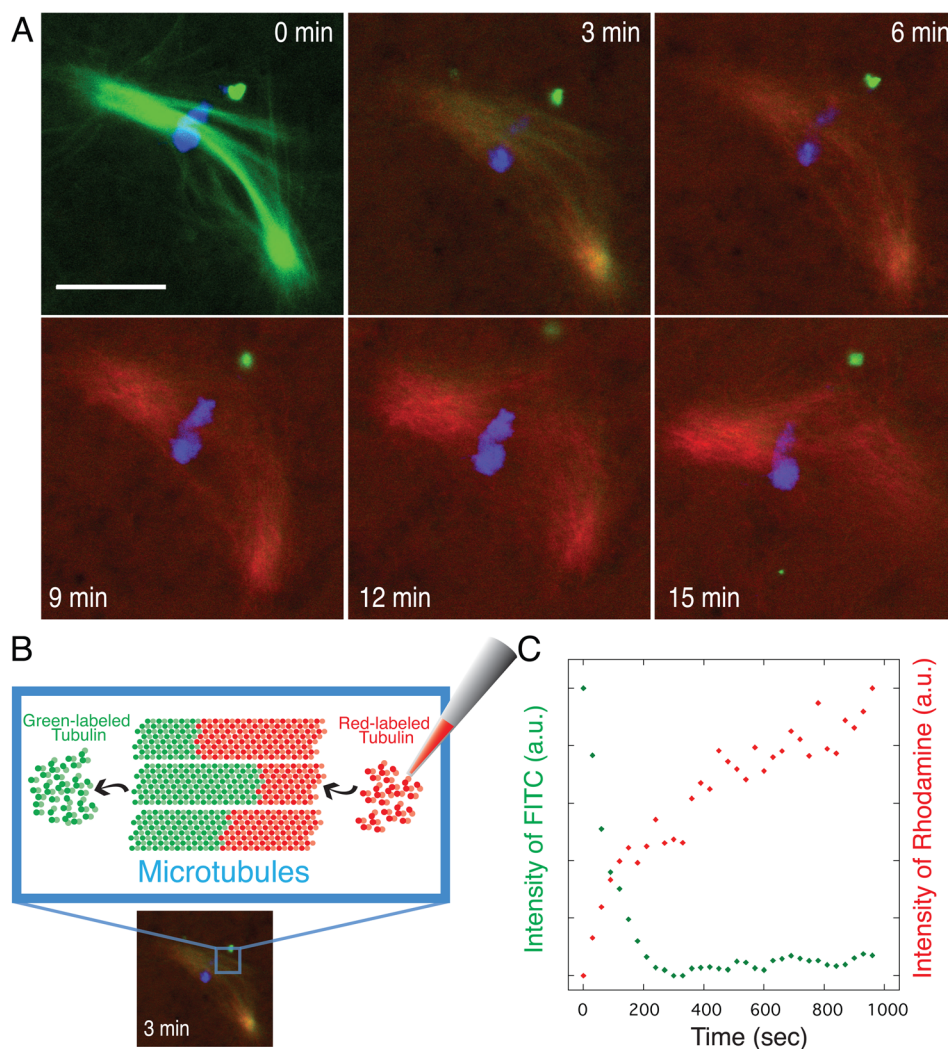 A
0 min
3 min
6 min
9 min
12 min
15 min
B
Green-labeled
Tubulin
Red-labeled
Tubulin
Microtubules
3 min
C
Intensity of FITC (a.u.)
Intensity of Rhodamine (a.u.)
0
200
400
600
800
1000
Time (sec)